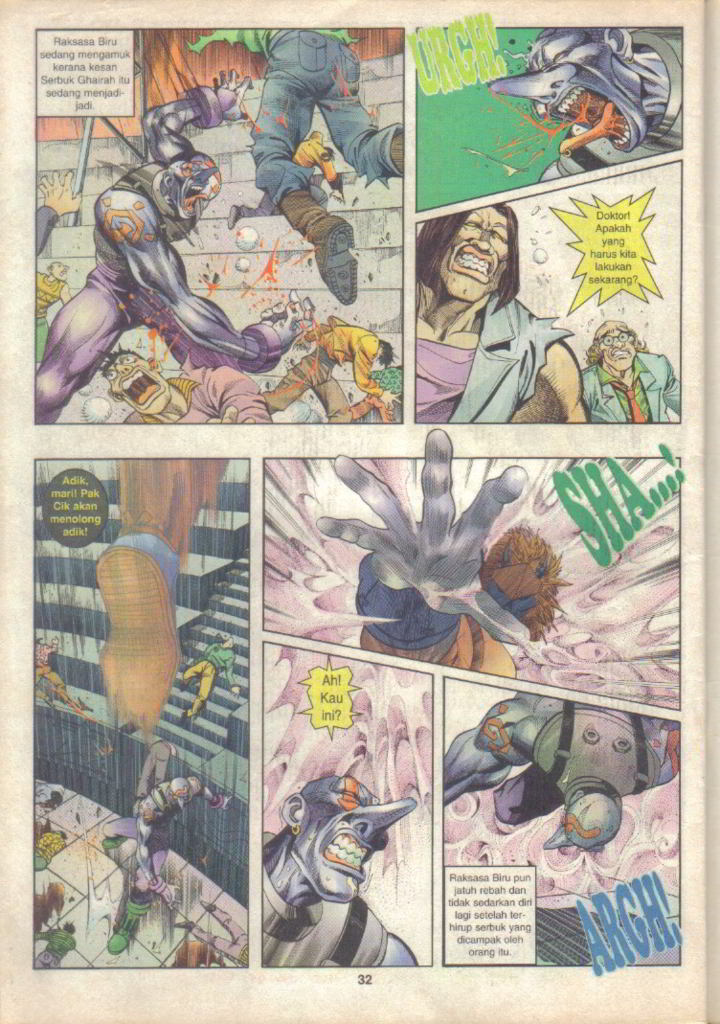 Raksasa Biru
sedang mengamuk
kerana kesan
Serbuk Ghairah itu
sedang menjadi-
jadi.
URGH!
Doktor!
Apakah
yang
harus kita
lakukan
sekarang?
Adik,
mari! Pak
Cik akan
menolong
adik!
SHA....!
Ah!
Kau
ini?
Raksasa Biru pun
jatuh rebah dan
tidak sedarkan diri
lagi setelah ter-
hirup serbuk yang
dicampak oleh
orang itu.
ARGH!
32